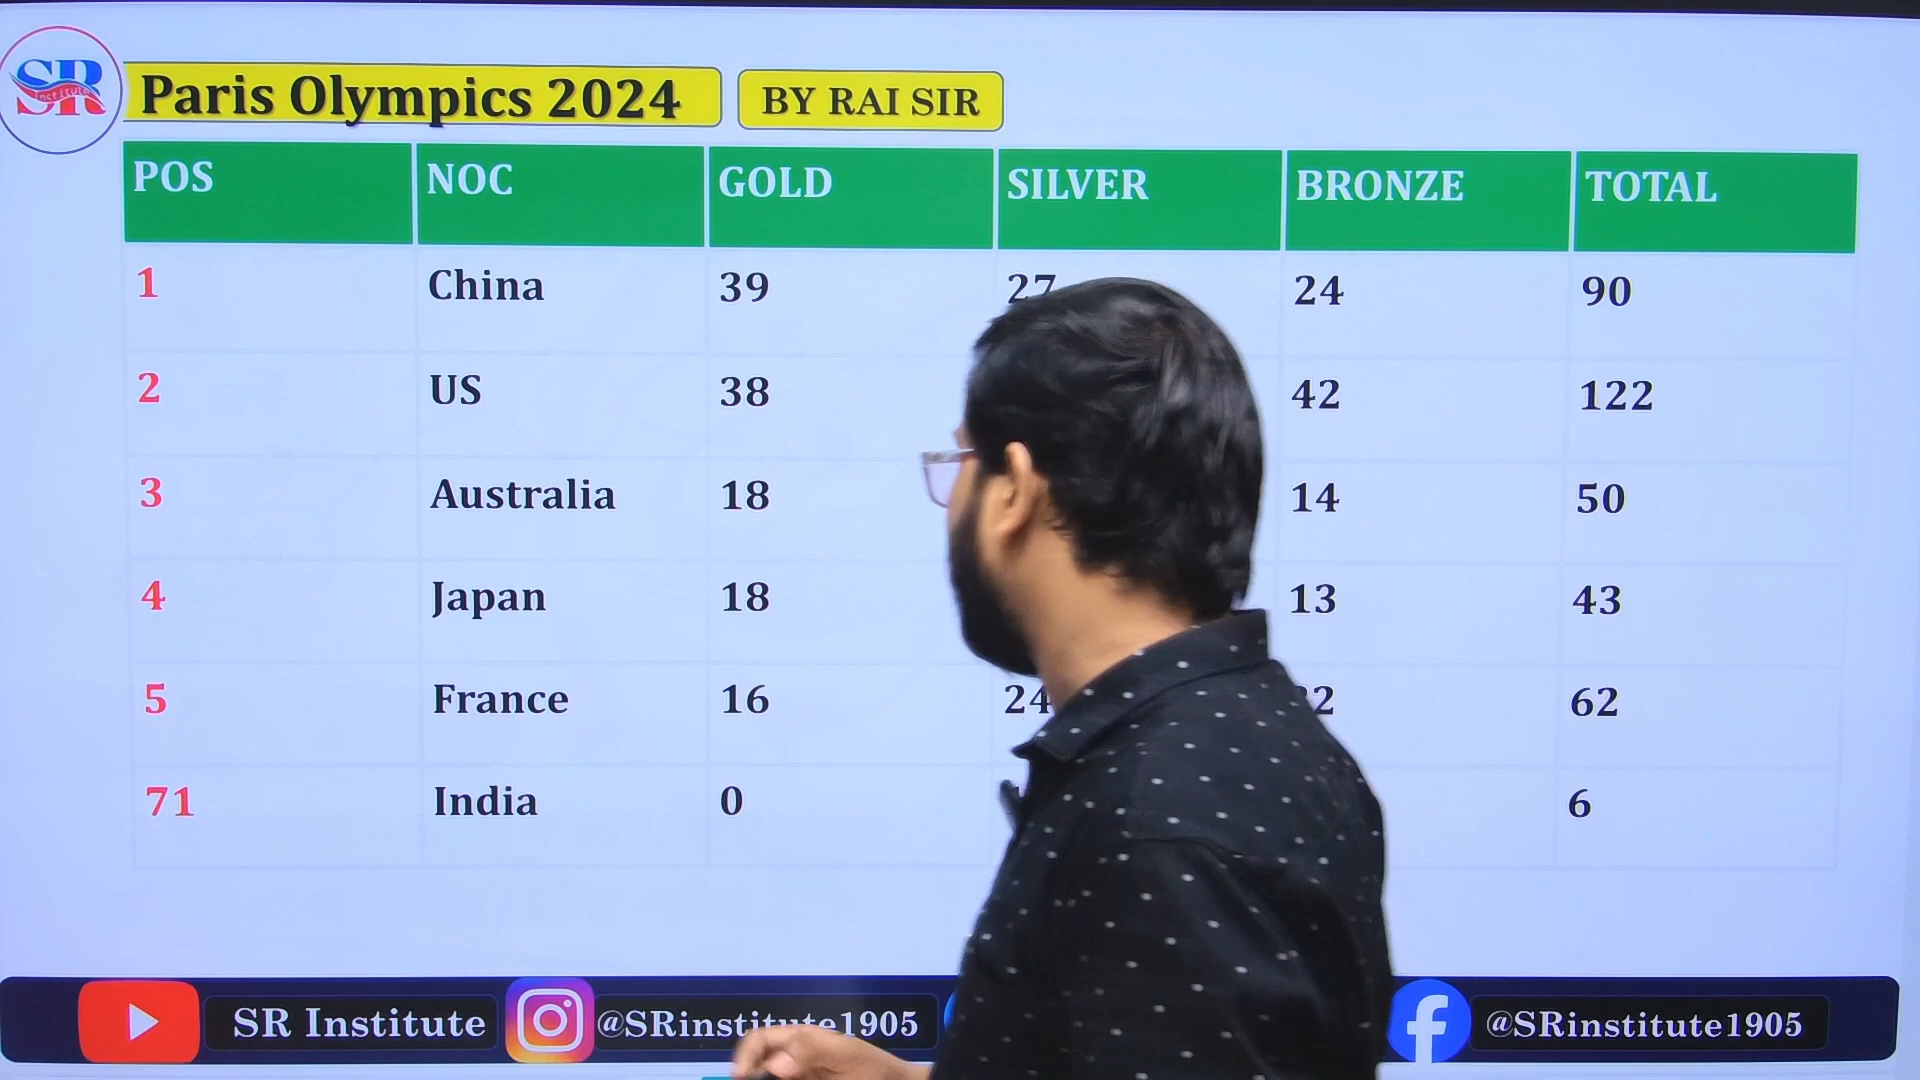 SR
Institute
Paris Olympics 2024
BY RAI SIR
POS NOC GOLD SILVER BRONZE TOTAL
1 China 39 27 24 90
2 US 38 42 122
3 Australia 18 14 50
4 Japan 18 13 43
5 France 16 24 62
71 India 0 6
SR Institute @SRinstitute1905 @SRinstitute1905